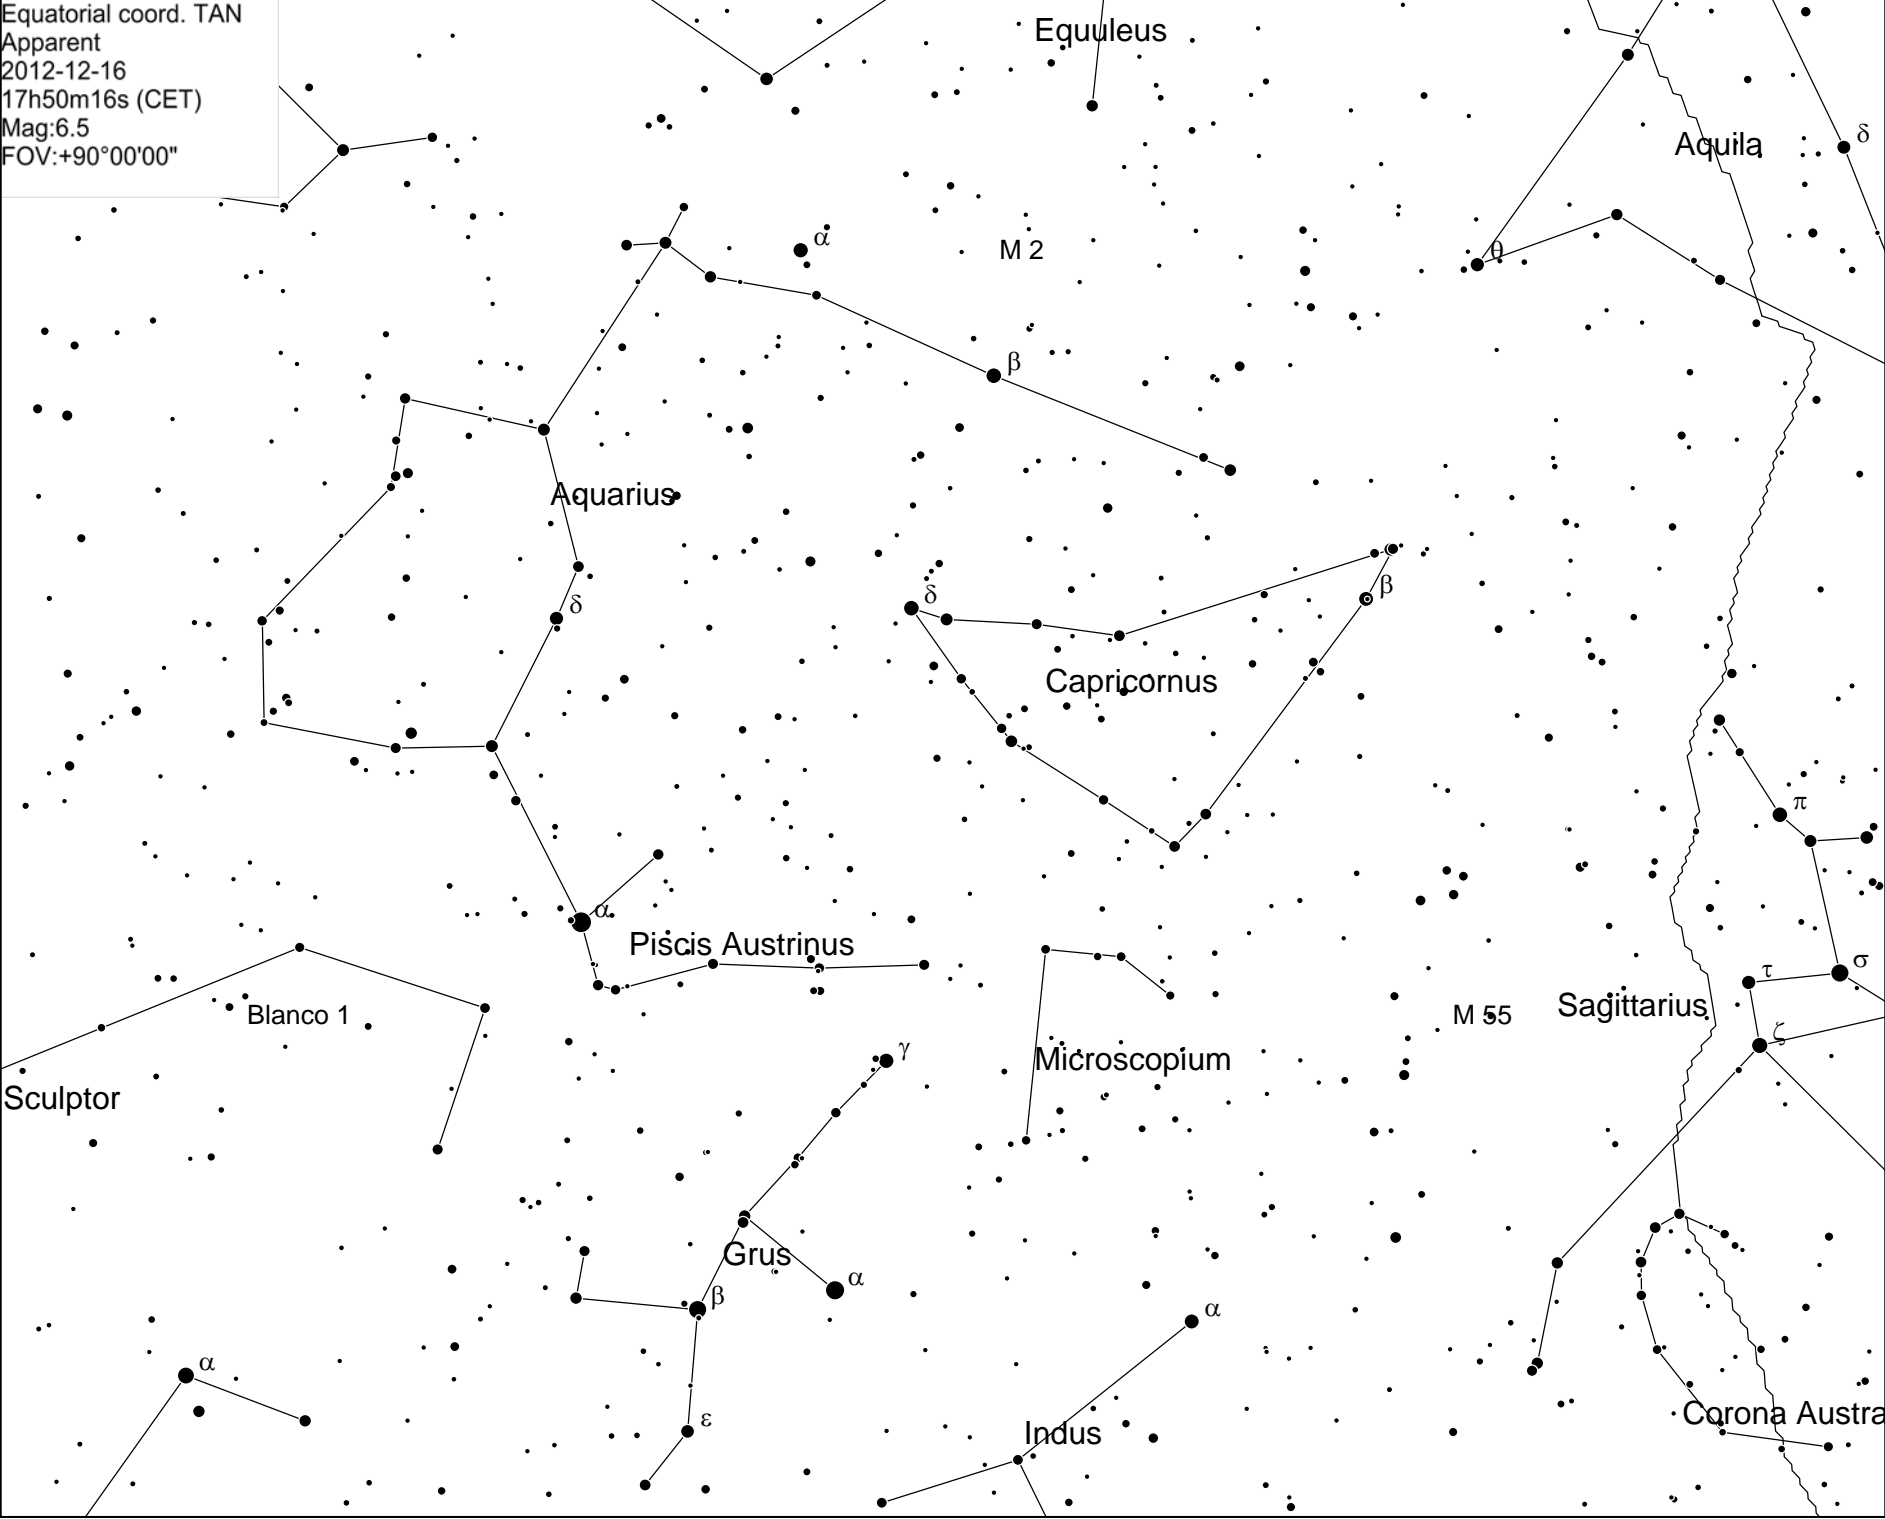 Equatorial coord. TAN
Apparent
2012-12-16
17h50m16s (CET)
Mag:6.5
FOV:+90°00'00"
Equuleus
Aquila
δ
α
M 2
θ
β
Aquarius
δ
δ
β
Capricornus
π
α
Piscis Austrinus
σ
τ
Blanco 1
M 55
Sagittarius
ζ
γ
Microscopium
Sculptor
Grus
α
β
α
α
ε
Indus
Corona Austra